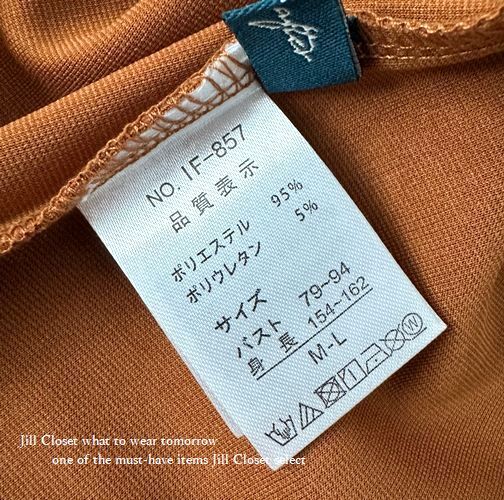 NO. IF-857
品質表示
ポリエステル 95%
ポリウレタン 5%
サイズ
バスト 79~94
身長 154~162
M-L
W
Jill Closet what to wear tomorrow
one of the must-have items Jill Closet select